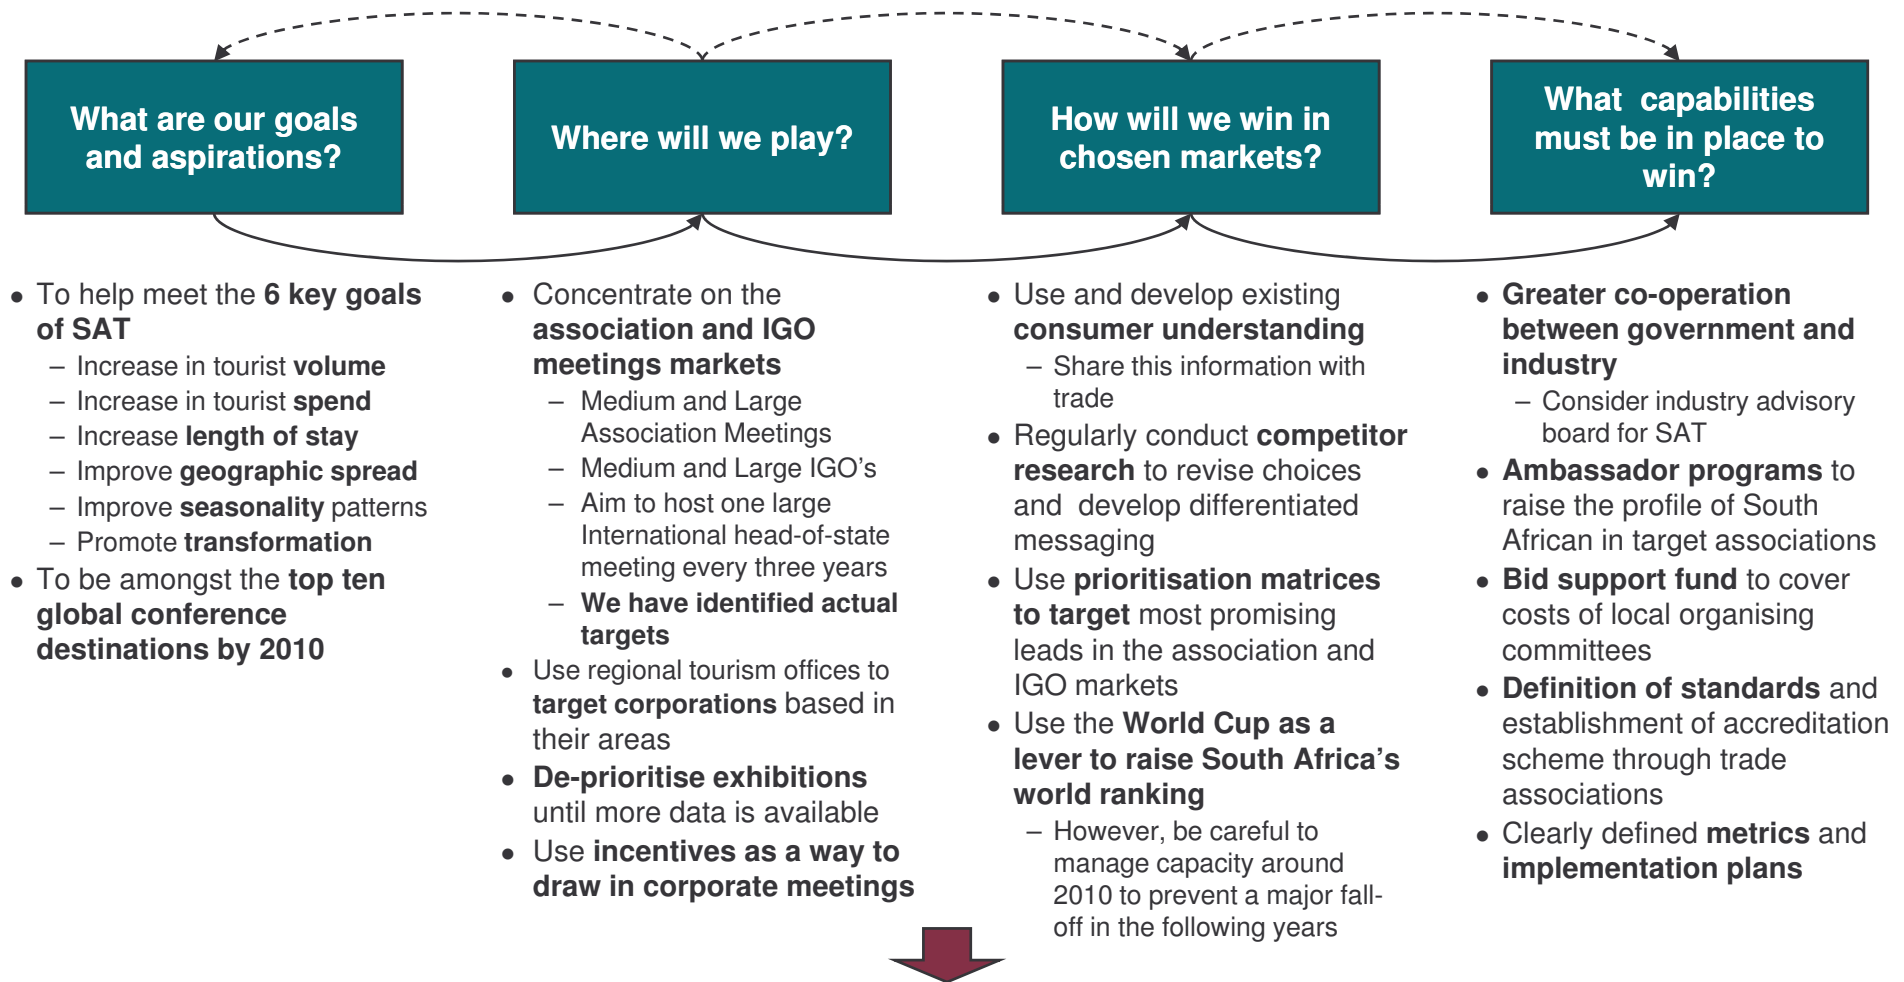 What are our goals
and aspirations?
Where will we play?
How will we win in
chosen markets?
What capabilities
must be in place to
win?
• To help meet the 6 key goals
of SAT
– Increase in tourist volume
– Increase in tourist spend
– Increase length of stay
– Improve geographic spread
– Improve seasonality patterns
– Promote transformation
• To be amongst the top ten
global conference
destinations by 2010
• Concentrate on the
association and IGO
meetings markets
– Medium and Large
Association Meetings
– Medium and Large IGO's
– Aim to host one large
International head-of-state
meeting every three years
– We have identified actual
targets
• Use regional tourism offices to
target corporations based in
their areas
• De-prioritise exhibitions
until more data is available
• Use incentives as a way to
draw in corporate meetings
• Use and develop existing
consumer understanding
– Share this information with
trade
• Regularly conduct competitor
research to revise choices
and develop differentiated
messaging
• Use prioritisation matrices
to target most promising
leads in the association and
IGO markets
• Use the World Cup as a
lever to raise South Africa's
world ranking
– However, be careful to
manage capacity around
2010 to prevent a major fall-
off in the following years
• Greater co-operation
between government and
industry
– Consider industry advisory
board for SAT
• Ambassador programs to
raise the profile of South
African in target associations
• Bid support fund to cover
costs of local organising
committees
• Definition of standards and
establishment of accreditation
scheme through trade
associations
• Clearly defined metrics and
implementation plans